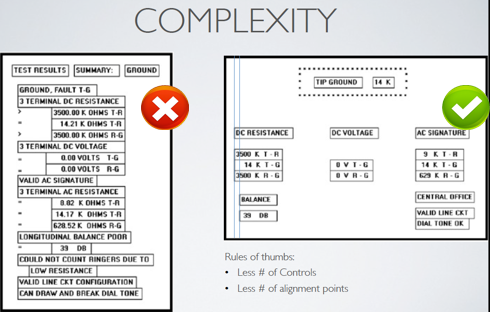 COMPLEXITY
TEST RESULTS SUMMARY: GROUND
GROUND, FAULT T-G
3 TERMINAL DC RESISTANCE
> 3500.00 K OHMS T-R
= 14.21 K OHMS T-R
> 3500.00 K OHMS R-G
3 TERMINAL DC VOLTAGE
= 0.00 VOLTS T-G
= 0.00 VOLTS R-G
VALID AC SIGNATURE
3 TERMINAL AC RESISTANCE
= 8.82 K OHMS T-R
= 14.17 K OHMS T-R
= 628.52 K OHMS R-G
LONGITUDINAL BALANCE POOR
= 39 DB
COULD NOT COUNT RINGERS DUE TO
LOW RESISTANCE
VALID LINE CKT CONFIGURATION
CAN DRAW AND BREAK DIAL TONE
TIP GROUND 14 K
DC RESISTANCE DC VOLTAGE AC SIGNATURE
3500 K T-R 9 K T-R
14 K T-G 0 V T-G 14 K T-G
3500 K R-G 0 V R-G 629 K R-G
BALANCE CENTRAL OFFICE
39 DB VALID LINE CKT
DIAL TONE OK
Rules of thumbs:
• Less # of Controls
• Less # of alignment points